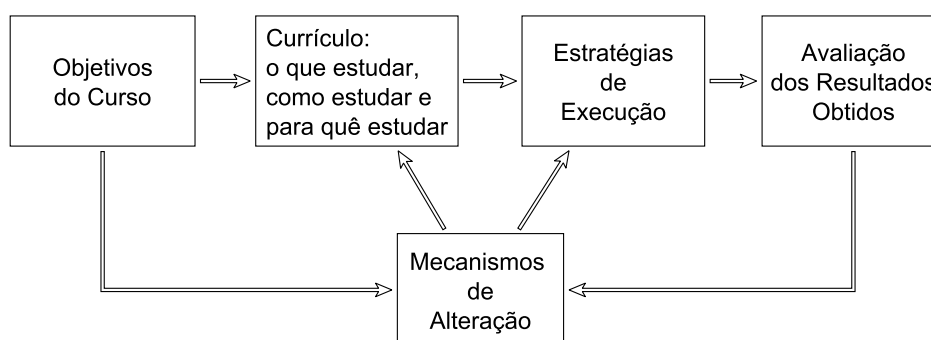 Objetivos
do Curso
Currículo:
o que estudar,
como estudar e
para quê estudar
Estratégias
de
Execução
Avaliação
dos Resultados
Obtidos
Mecanismos
de
Alteração